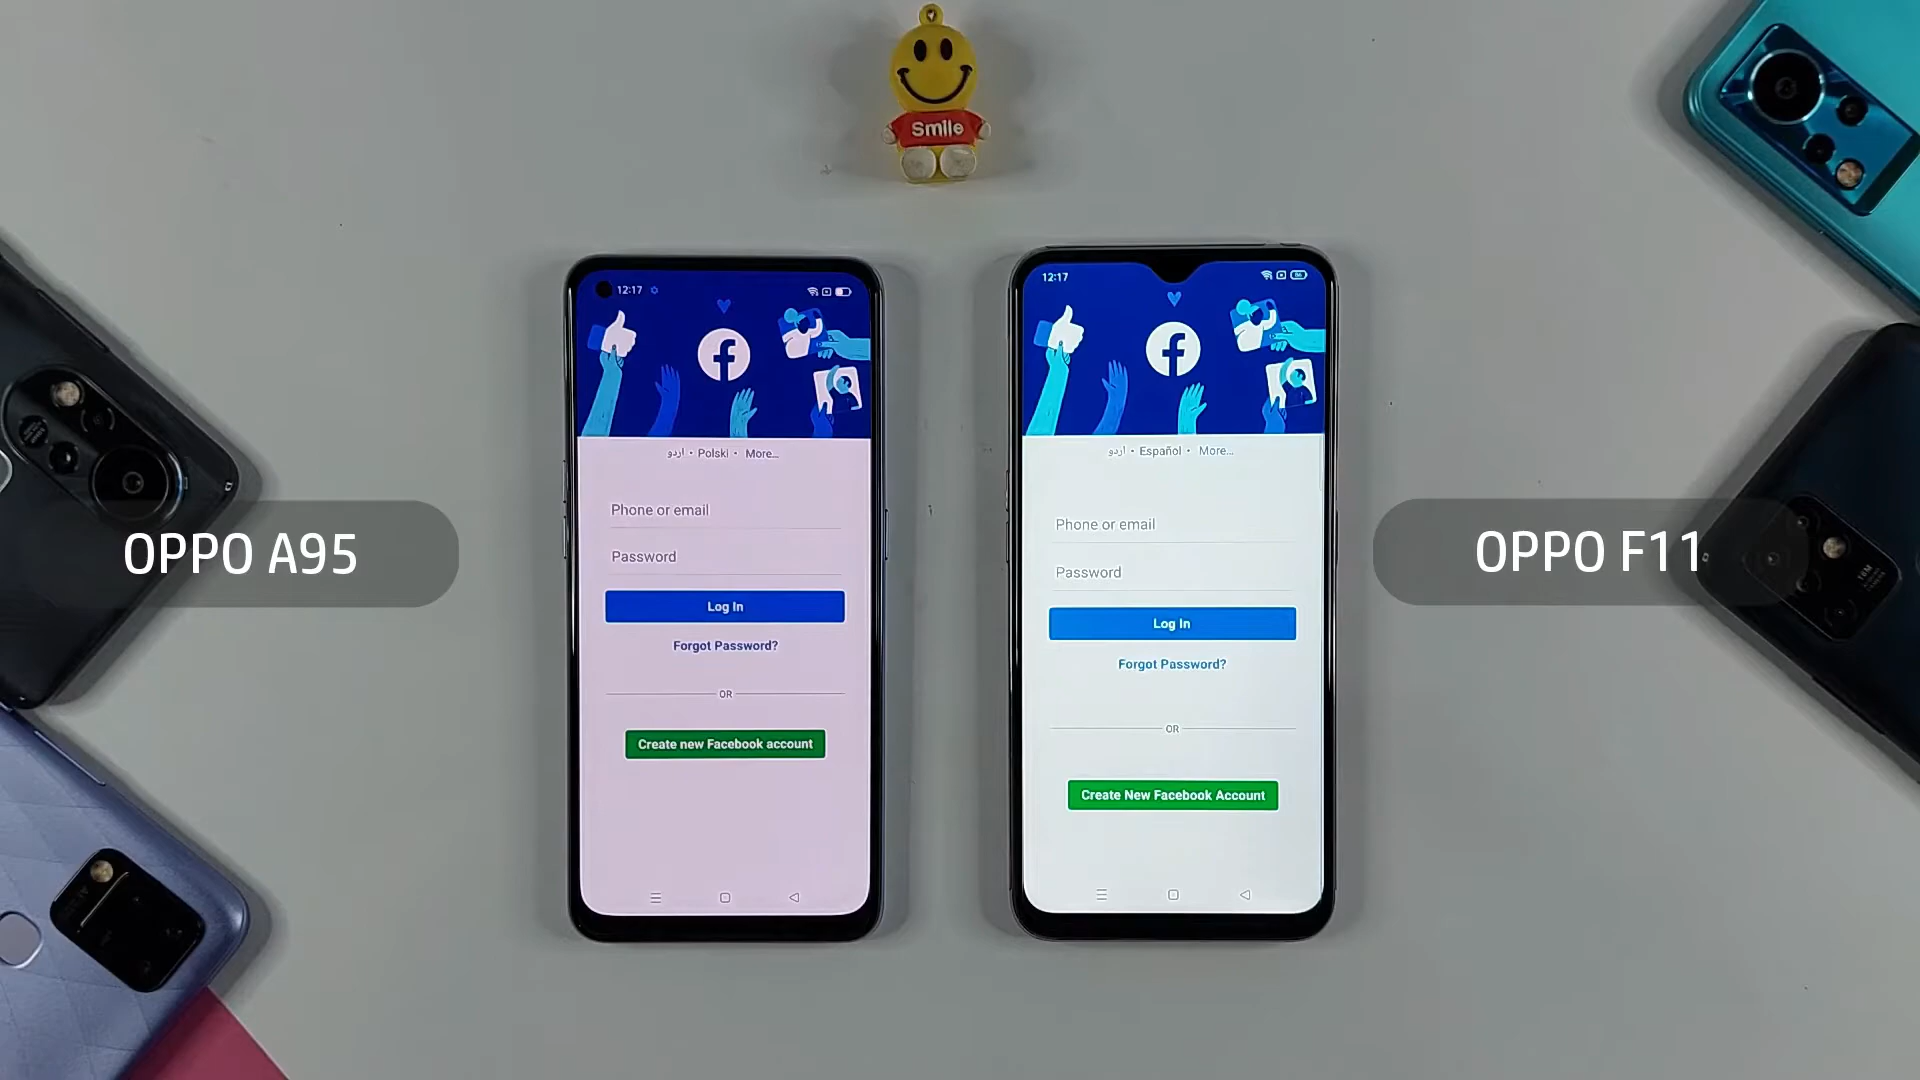 Smile
OPPO A95
12:17
اردو • Polski • More...
Phone or email
Password
Log In
Forgot Password?
OR
Create new Facebook account
12:17
اردو • Español • More...
Phone or email
Password
Log In
Forgot Password?
OR
Create New Facebook Account
OPPO F11